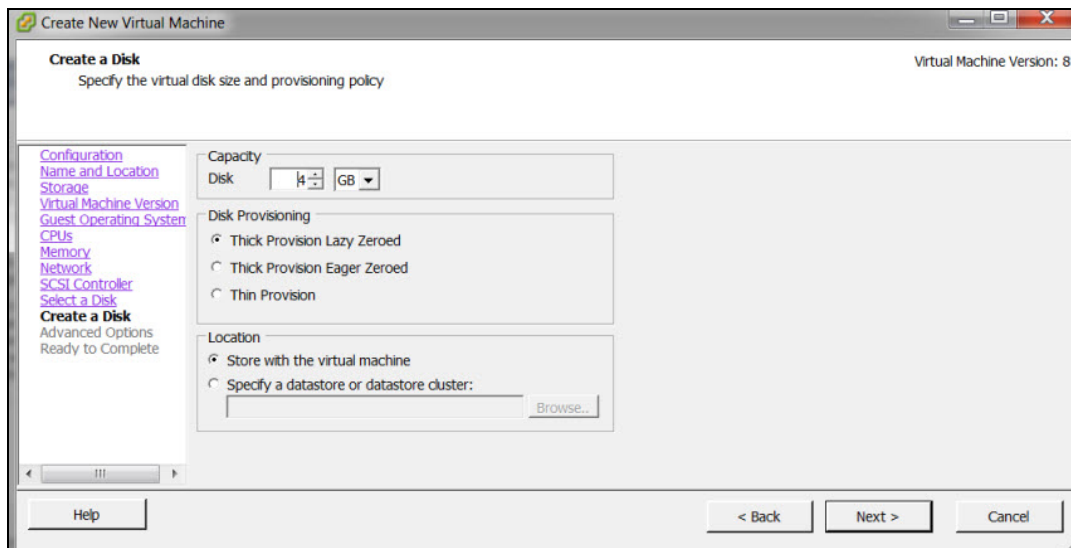 Create New Virtual Machine
Create a Disk
Specify the virtual disk size and provisioning policy
Virtual Machine Version: 8
Configuration
Name and Location
Storage
Virtual Machine Version
Guest Operating System
CPUs
Memory
Network
SCSI Controller
Select a Disk
Create a Disk
Advanced Options
Ready to Complete
Capacity
Disk 4 GB
Disk Provisioning
Thick Provision Lazy Zeroed
Thick Provision Eager Zeroed
Thin Provision
Location
Store with the virtual machine
Specify a datastore or datastore cluster:
Browse..
Help
< Back
Next >
Cancel